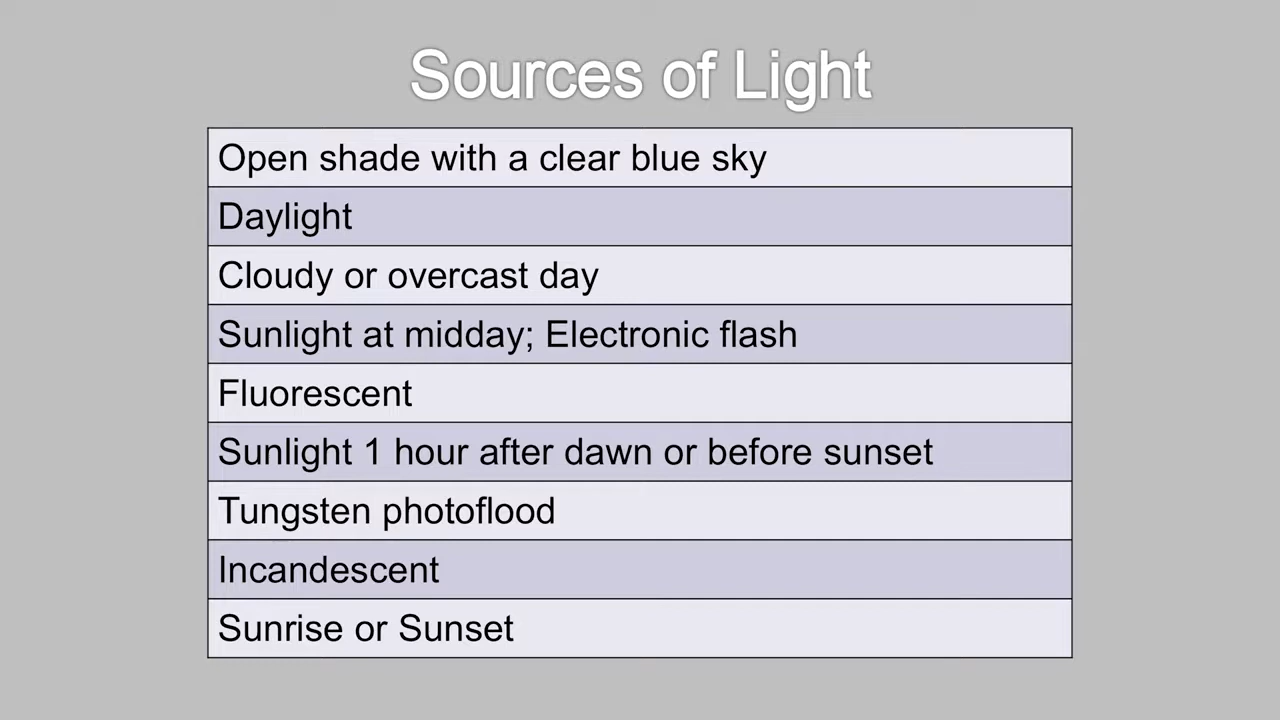 Sources of Light
Open shade with a clear blue sky
Daylight
Cloudy or overcast day
Sunlight at midday; Electronic flash
Fluorescent
Sunlight 1 hour after dawn or before sunset
Tungsten photoflood
Incandescent
Sunrise or Sunset